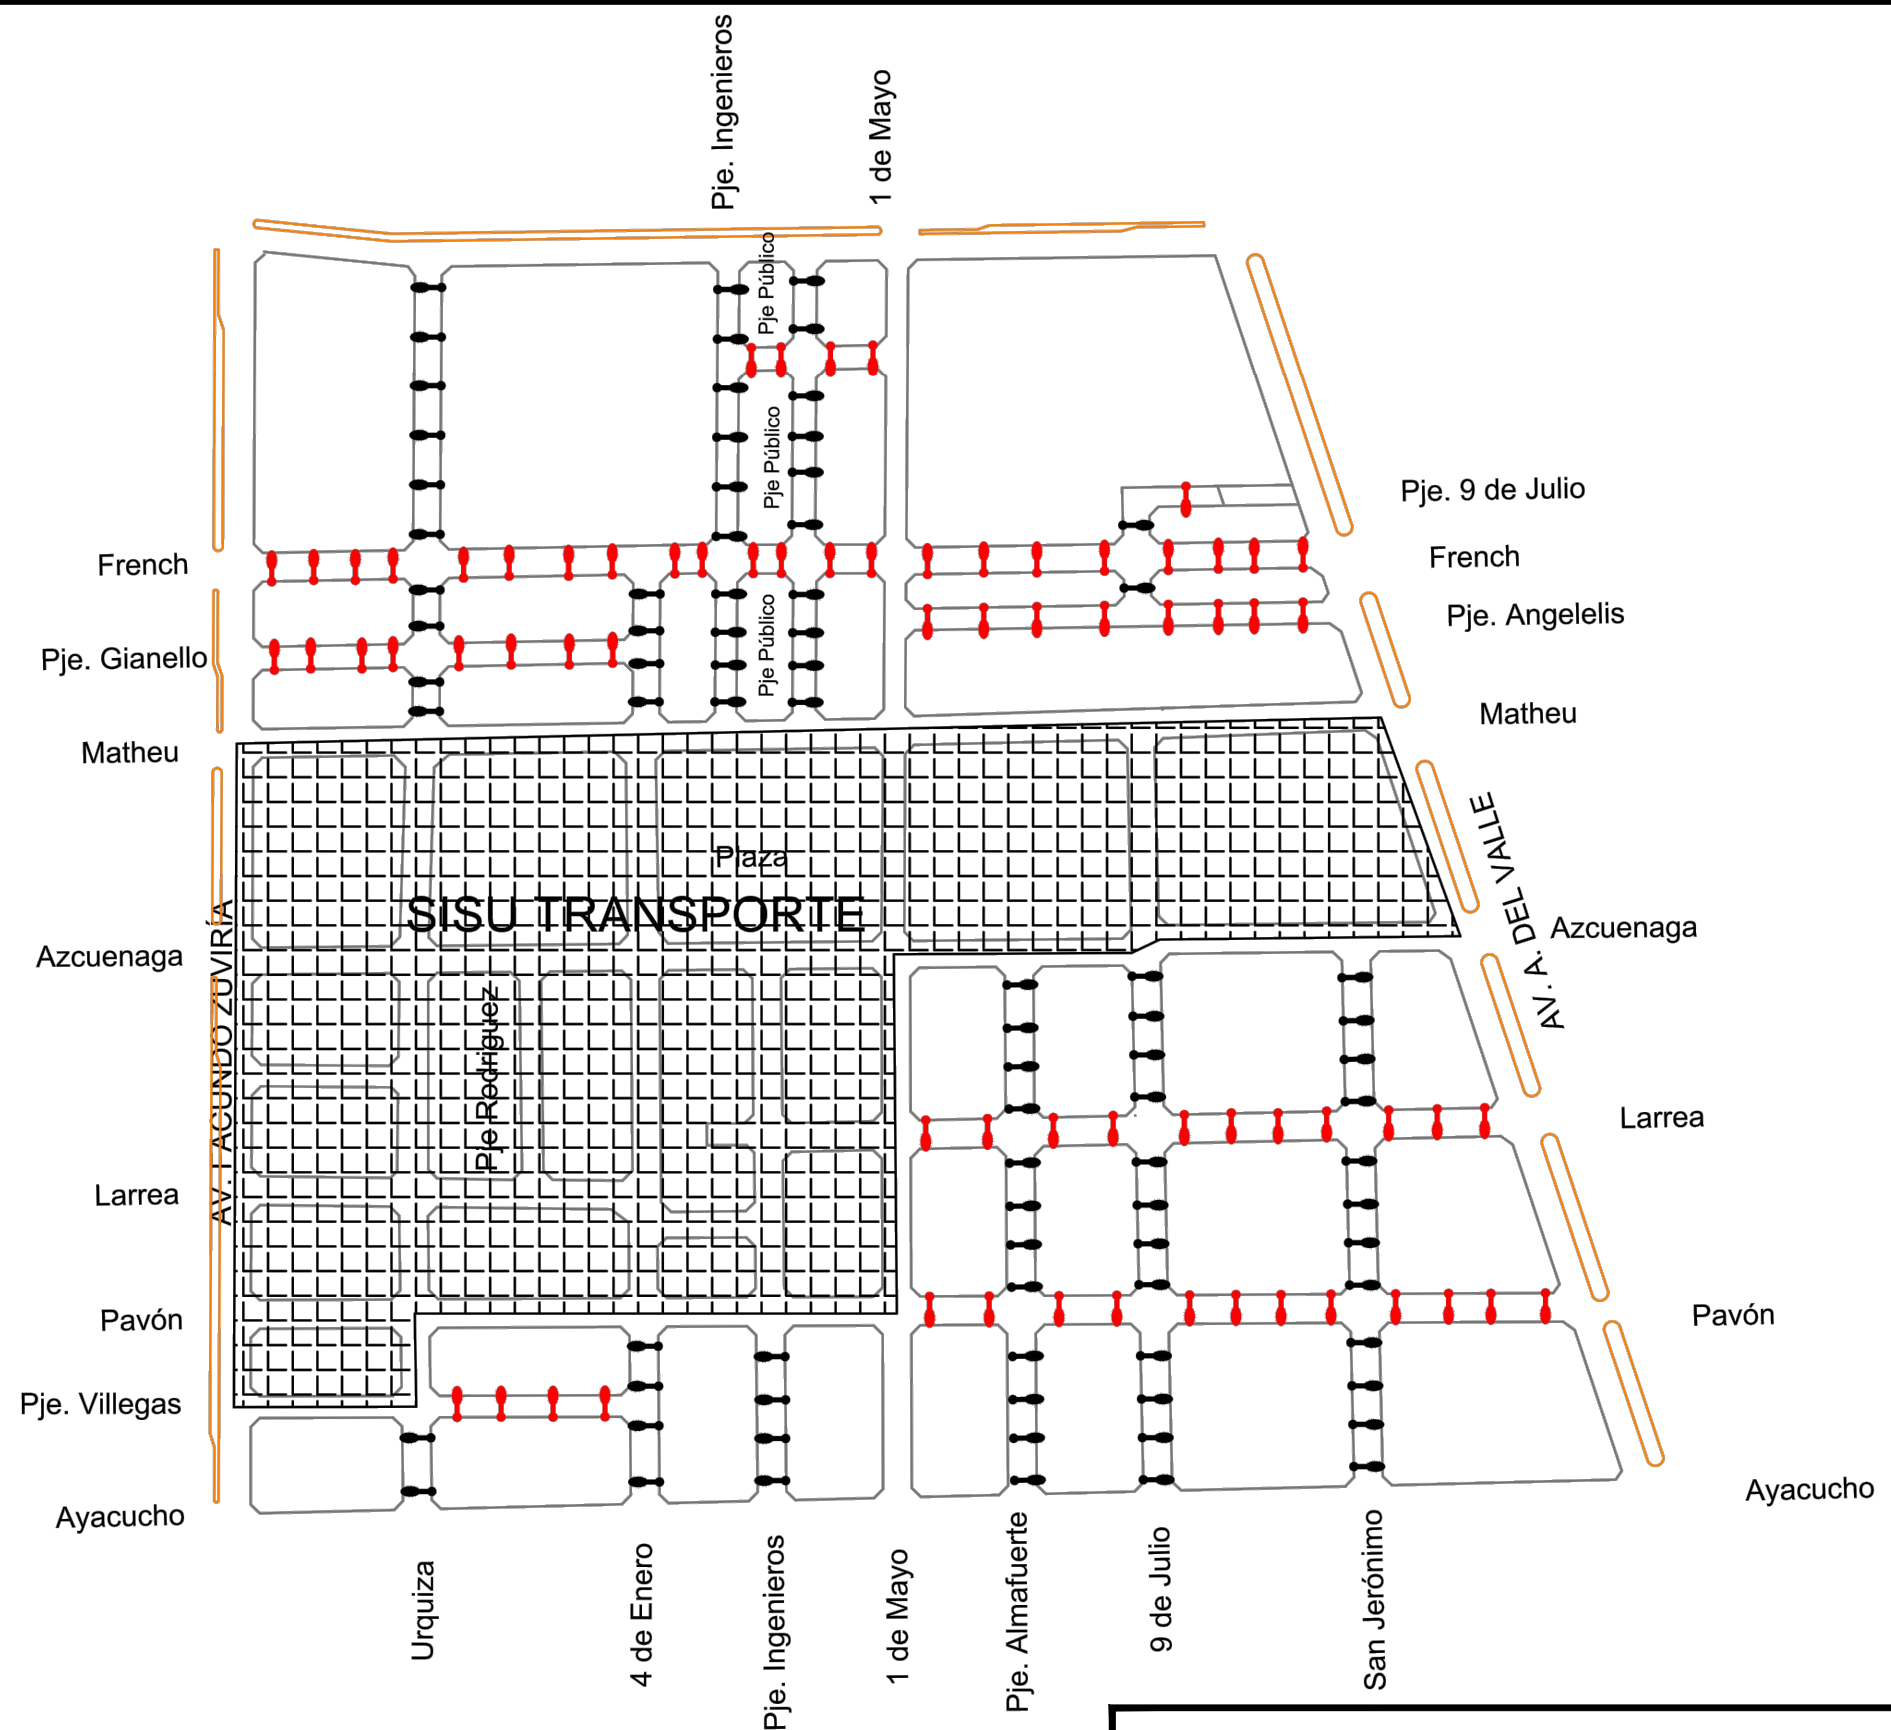 Pje. Ingenieros
1 de Mayo
Pje Público
Pje Público
Pje. 9 de Julio
French
French
Pje Público
Pje. Angelelis
Pje. Gianello
Matheu
Matheu
Plaza
AV. A. DEL VALLE
SISU TRANSPORTE
Azcuenaga
Azcuenaga
AV. FACUNDO ZUVIRÍA
Pje Rodriguez
Larrea
Larrea
Pavón
Pavón
Pje. Villegas
Ayacucho
Ayacucho
Urquiza
4 de Enero
Pje. Ingenieros
1 de Mayo
Pje. Almafuerte
9 de Julio
San Jerónimo